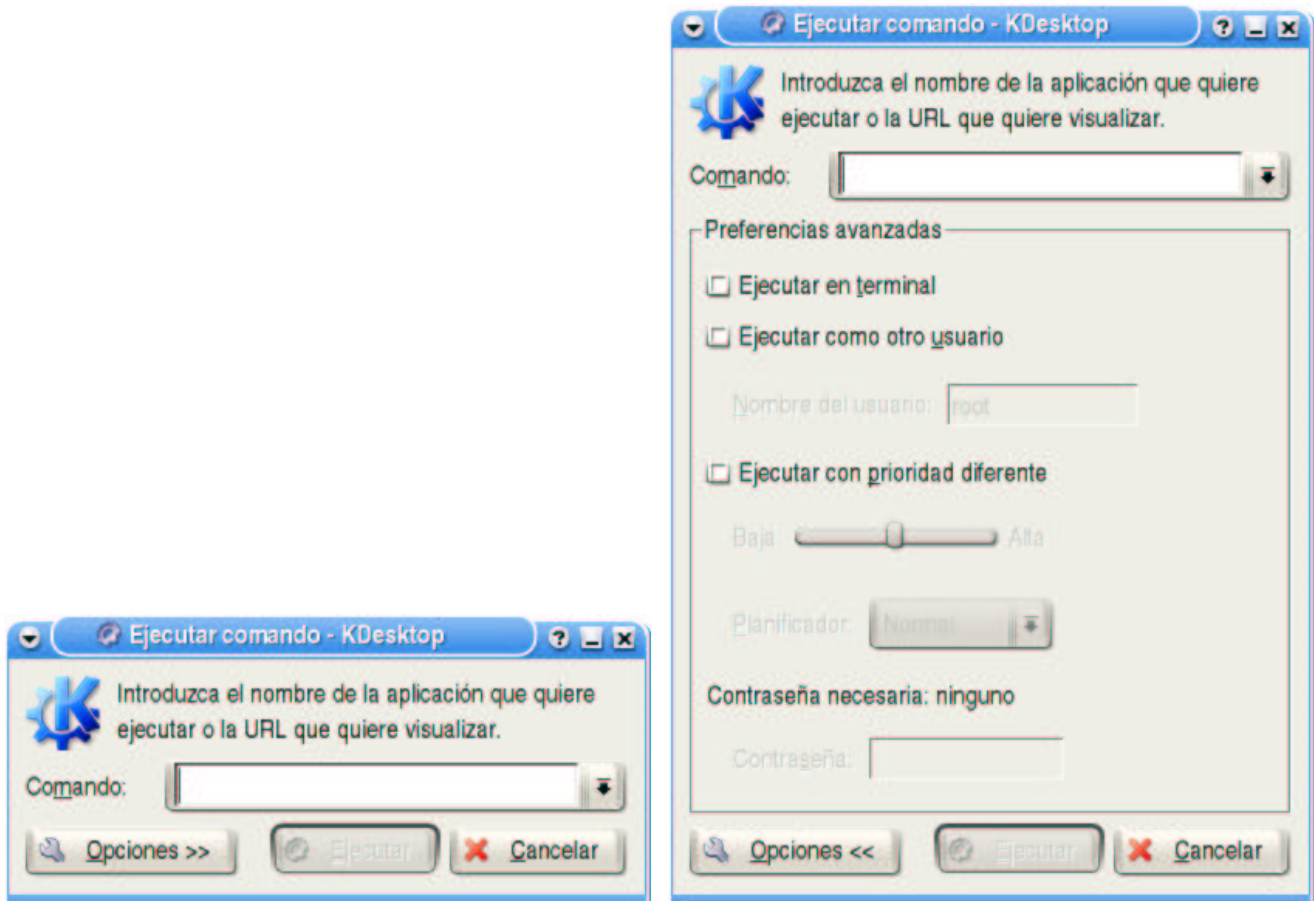 Ejecutar comando - KDesktop
Introduzca el nombre de la aplicación que quiere
ejecutar o la URL que quiere visualizar.
Comando:
Opciones >>
Ejecutar
Cancelar
Ejecutar comando - KDesktop
Introduzca el nombre de la aplicación que quiere
ejecutar o la URL que quiere visualizar.
Comando:
Preferencias avanzadas
Ejecutar en terminal
Ejecutar como otro usuario
Nombre del usuario: root
Ejecutar con prioridad diferente
Baja Alta
Planificador: Normal
Contraseña necesaria: ninguno
Contraseña:
Opciones <<
Ejecutar
Cancelar